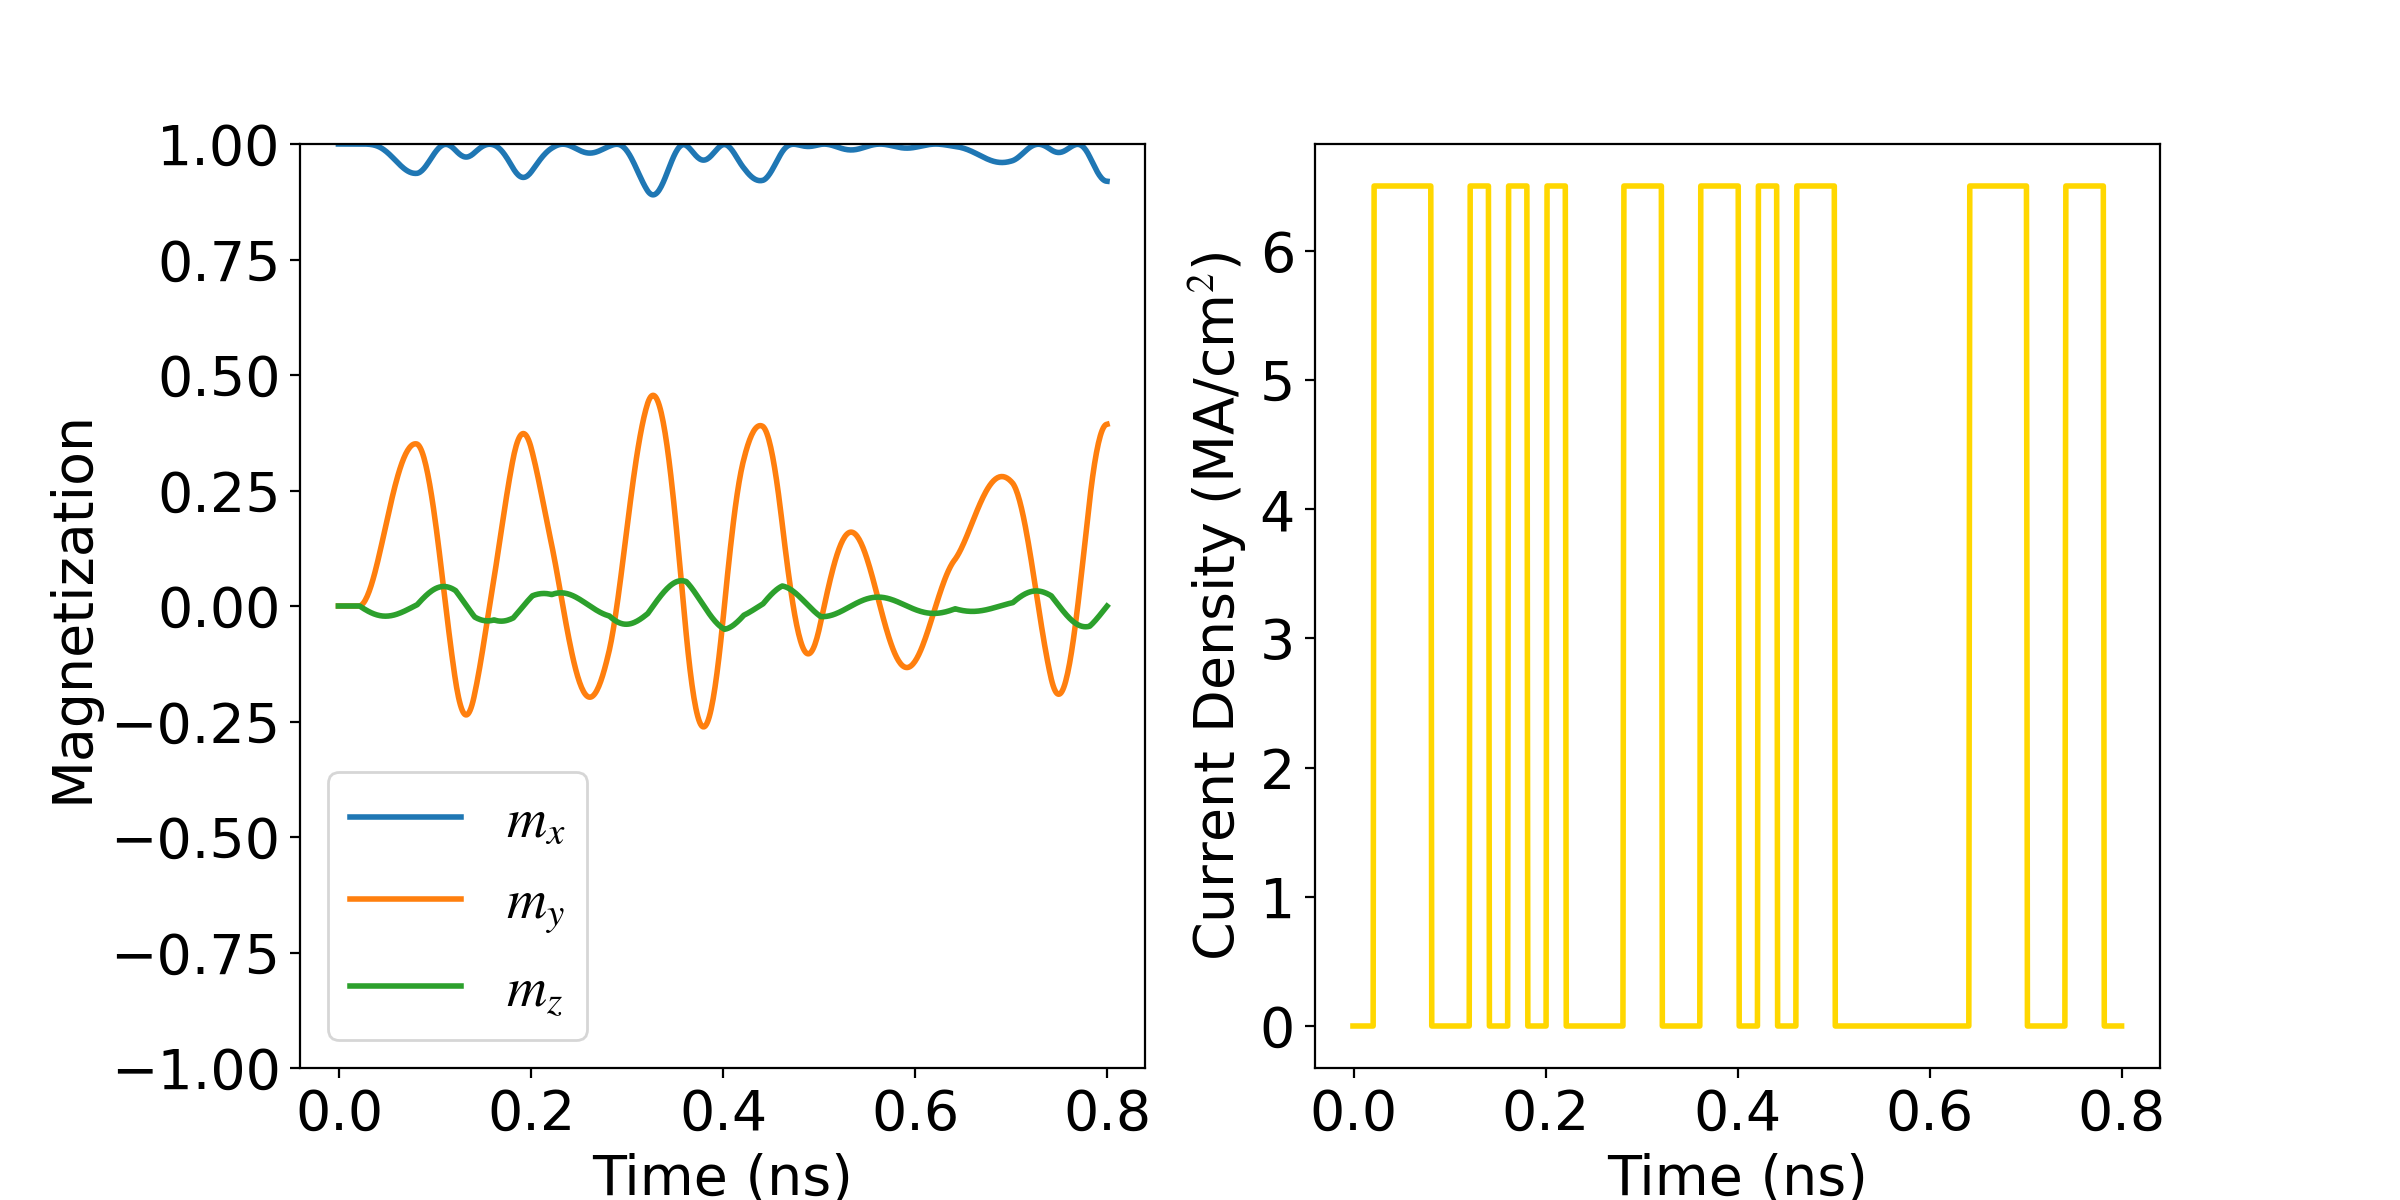 1.00
0.75
0.50
0.25
0.00
−0.25
−0.50
−0.75
−1.00
Magnetization
m_x
m_y
m_z
0.0 0.2 0.4 0.6 0.8
Time (ns)
6
5
4
3
2
1
0
Current Density (MA/cm²)
0.0 0.2 0.4 0.6 0.8
Time (ns)